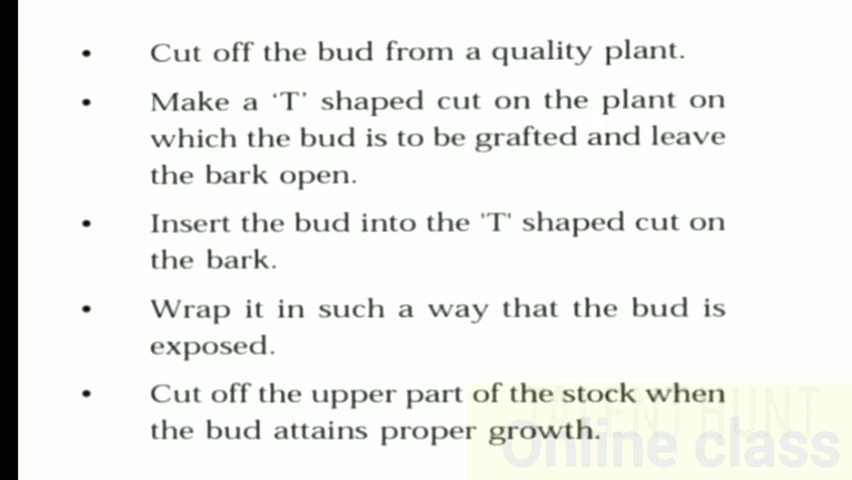 • Cut off the bud from a quality plant.
• Make a ‘T’ shaped cut on the plant on
which the bud is to be grafted and leave
the bark open.
• Insert the bud into the 'T' shaped cut on
the bark.
• Wrap it in such a way that the bud is
exposed.
• Cut off the upper part of the stock when
the bud attains proper growth.
TALENT HUNT
Online class